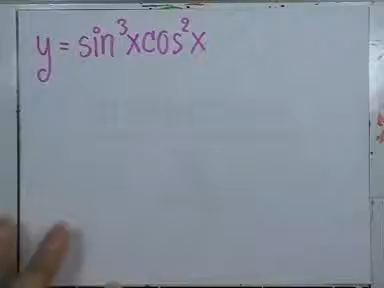 y = sin³xcos²x